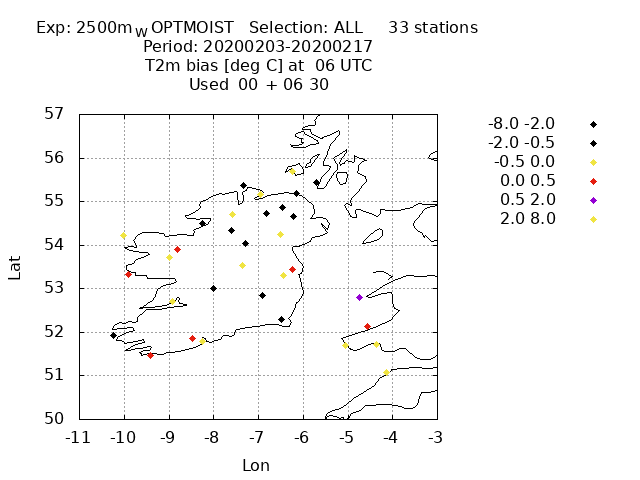 Exp: 2500m_W OPTMOIST Selection: ALL 33 stations
Period: 20200203-20200217
T2m bias [deg C] at 06 UTC
Used 00 + 06 30
-8.0 -2.0
-2.0 -0.5
-0.5 0.0
0.0 0.5
0.5 2.0
2.0 8.0
57
56
55
54
53
52
51
50
Lat
-11 -10 -9 -8 -7 -6 -5 -4 -3
Lon